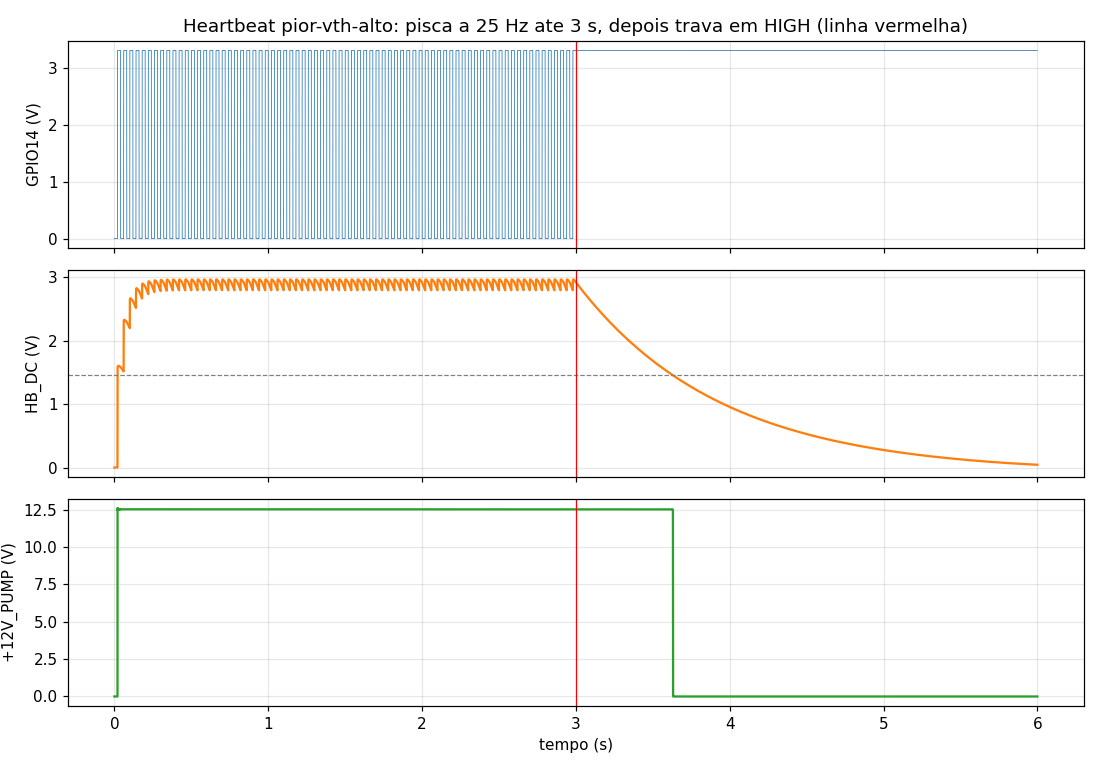 Heartbeat pior-vth-alto: pisca a 25 Hz ate 3 s, depois trava em HIGH (linha vermelha)
3
2
1
0
GPIO14 (V)
3
2
1
0
HB_DC (V)
12.5
10.0
7.5
5.0
2.5
0.0
+12V_PUMP (V)
0 1 2 3 4 5 6
tempo (s)